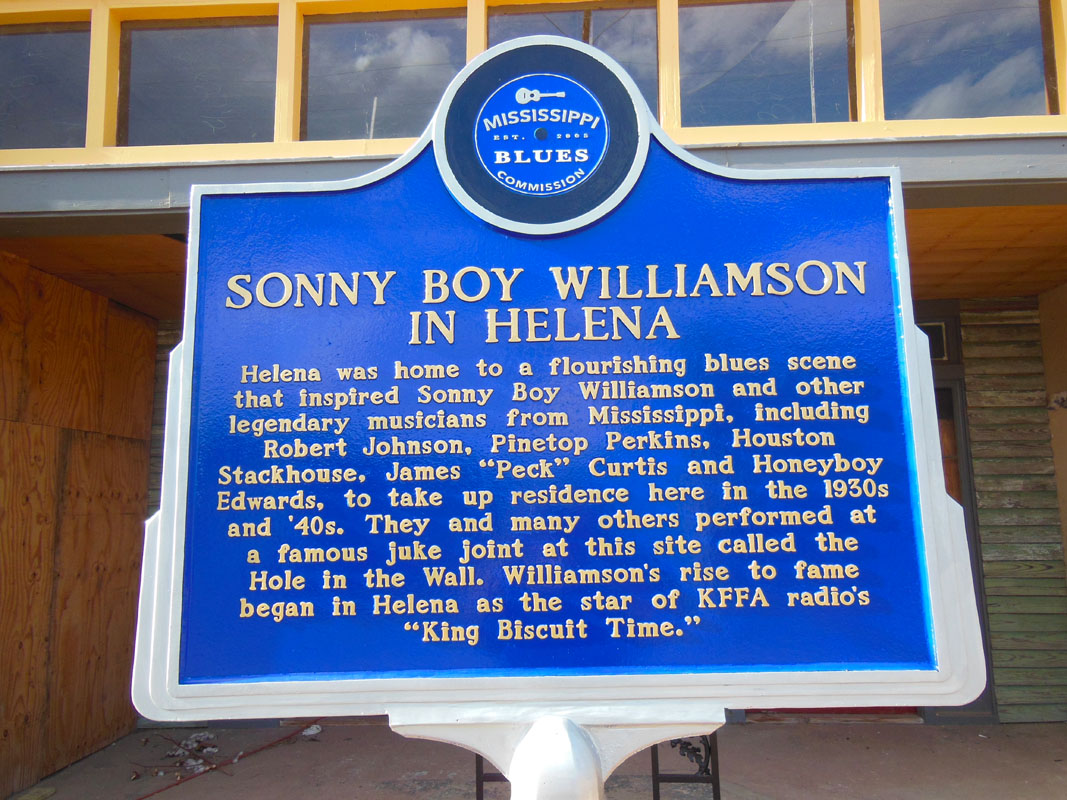 MISSISSIPPI
EST. 2005
BLUES
COMMISSION
SONNY BOY WILLIAMSON
IN HELENA
Helena was home to a flourishing blues scene
that inspired Sonny Boy Williamson and other
legendary musicians from Mississippi, including
Robert Johnson, Pinetop Perkins, Houston
Stackhouse, James “Peck” Curtis and Honeyboy
Edwards, to take up residence here in the 1930s
and '40s. They and many others performed at
a famous juke joint at this site called the
Hole in the Wall. Williamson's rise to fame
began in Helena as the star of KFFA radio's
“King Biscuit Time.”